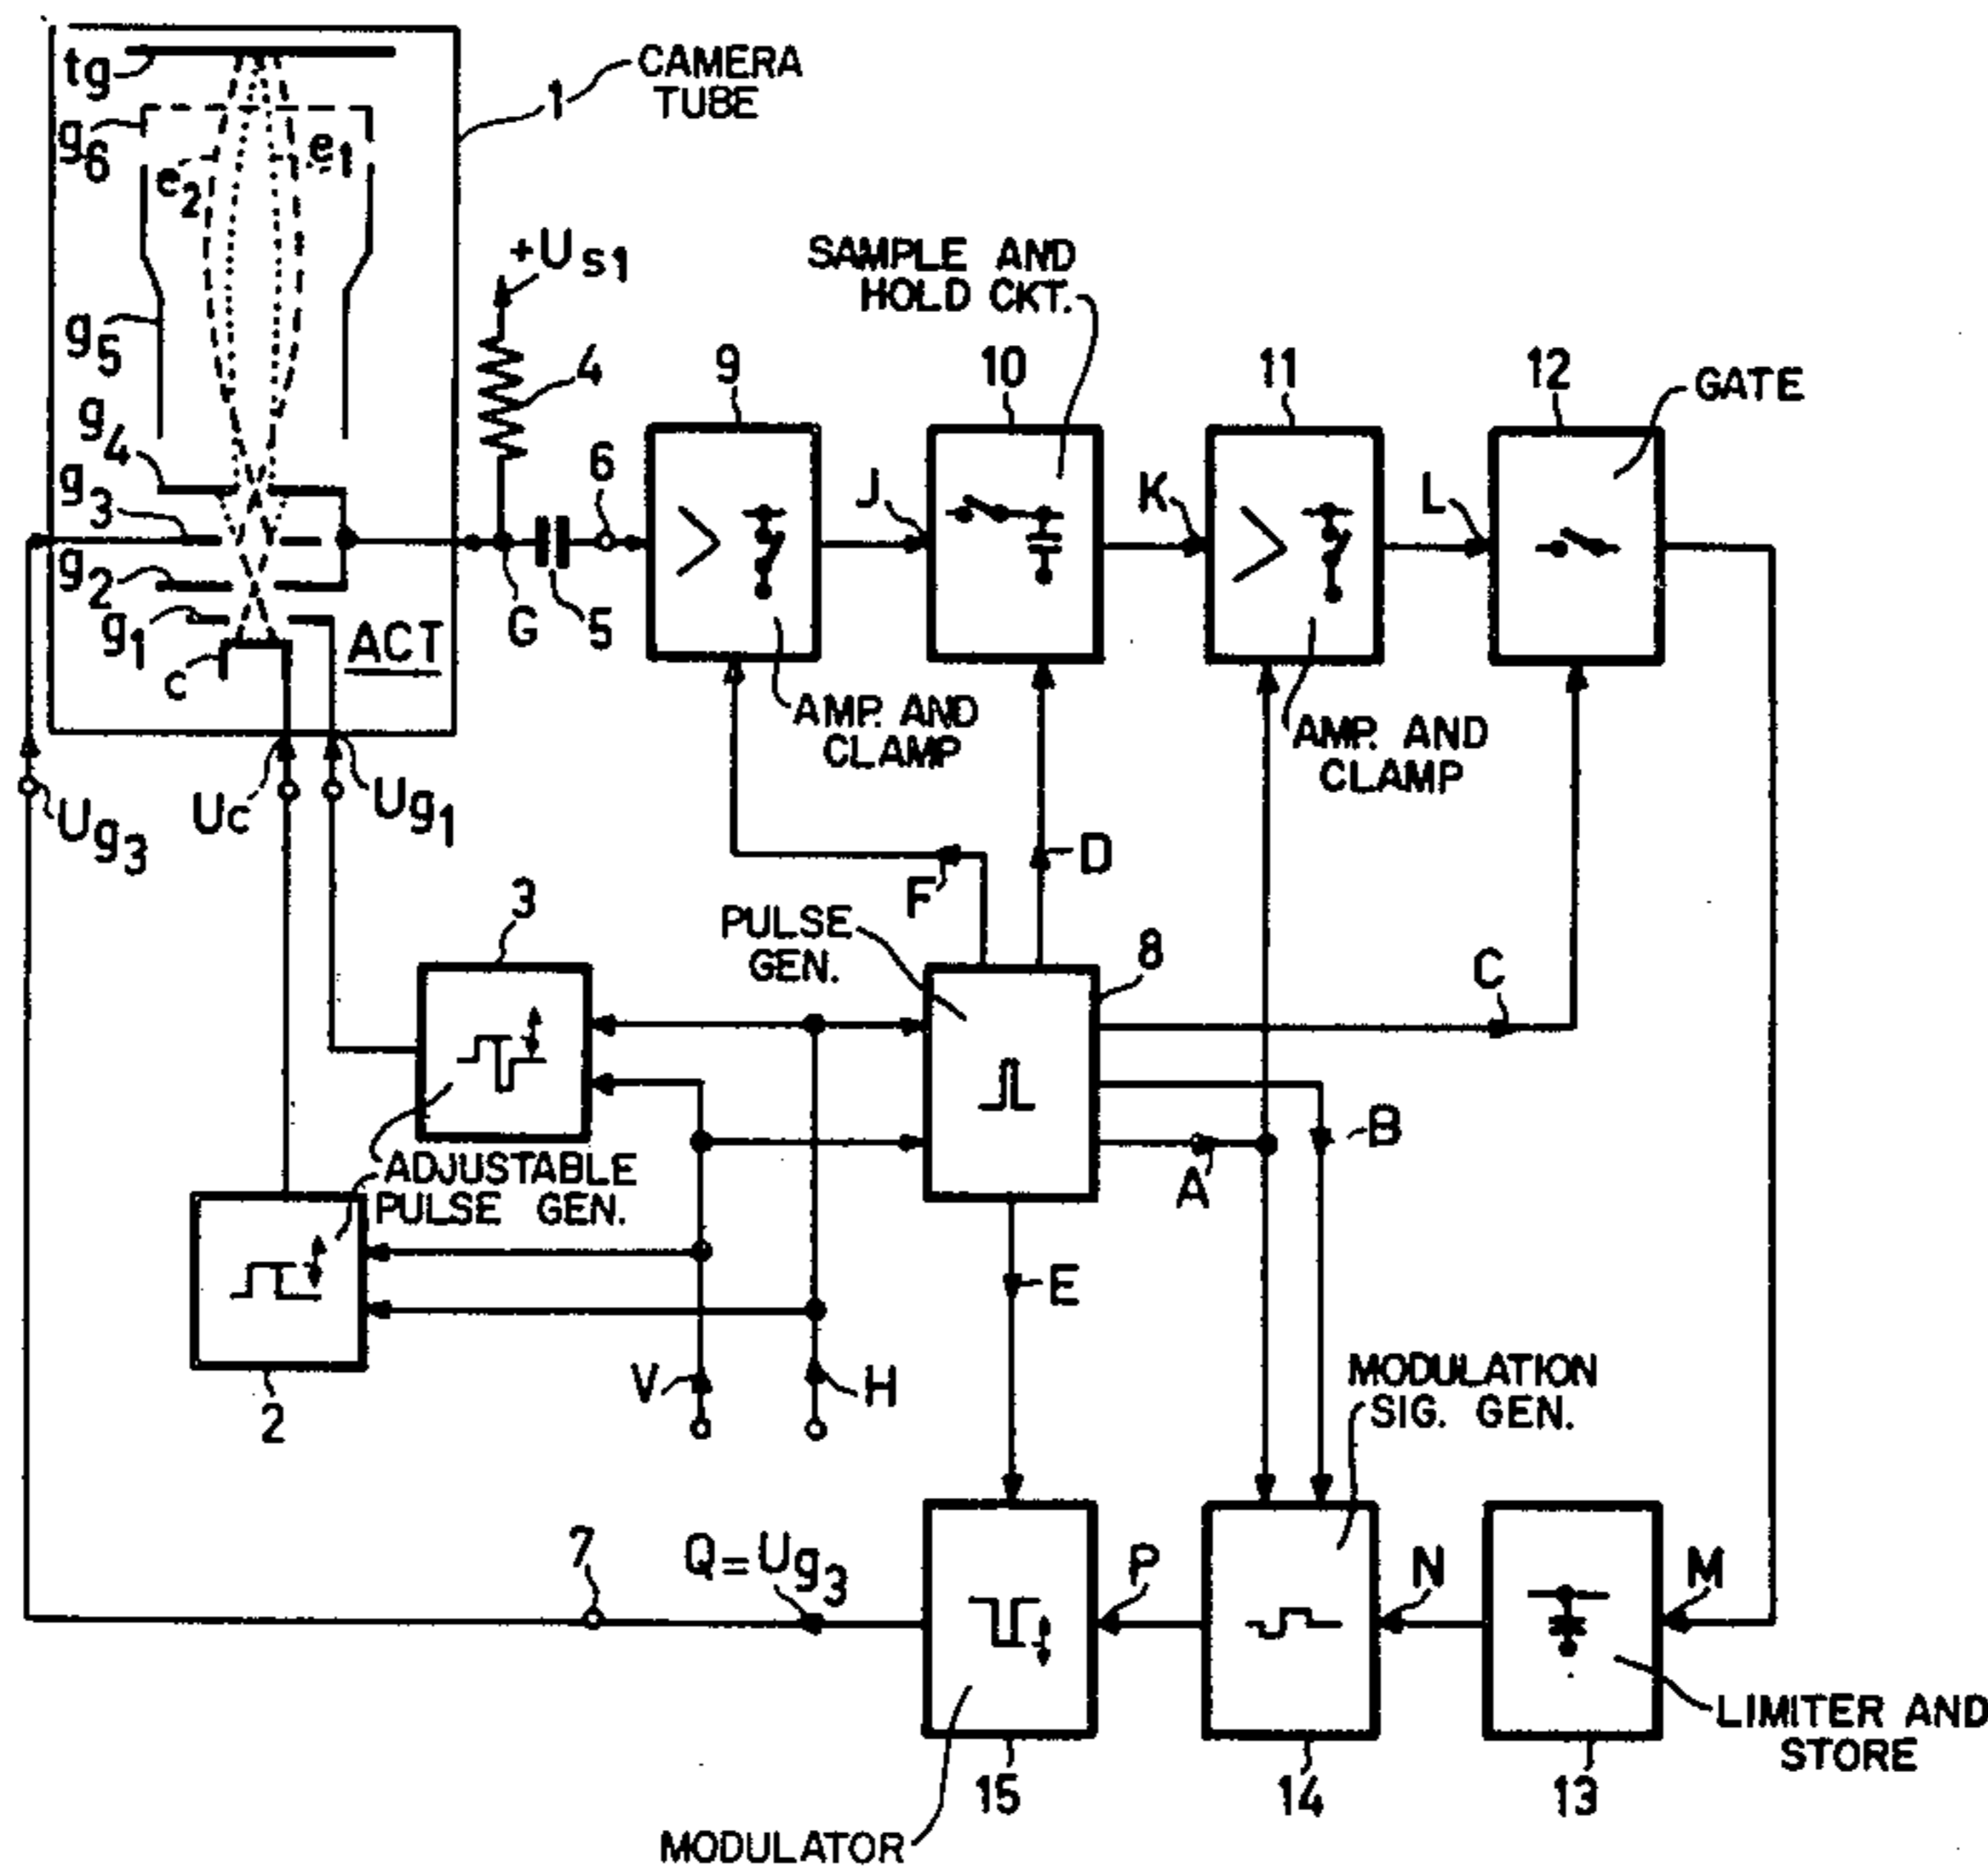 tg
CAMERA
1
TUBE
g6
e1
e2
+Us1
SAMPLE AND
HOLD CKT.
g5
4
9
10
11
12
GATE
g4
g3
6
J
K
L
g2
g1
G
5
ACT
c
AMP. AND
CLAMP
AMP. AND
CLAMP
Ug3
Uc
Ug1
F
D
3
PULSE
GEN.
8
C
ADJUSTABLE
PULSE GEN.
A
B
E
V
H
2
MODULATION
SIG. GEN.
7
Q=Ug3
P
N
M
LIMITER AND
STORE
15
14
13
MODULATOR